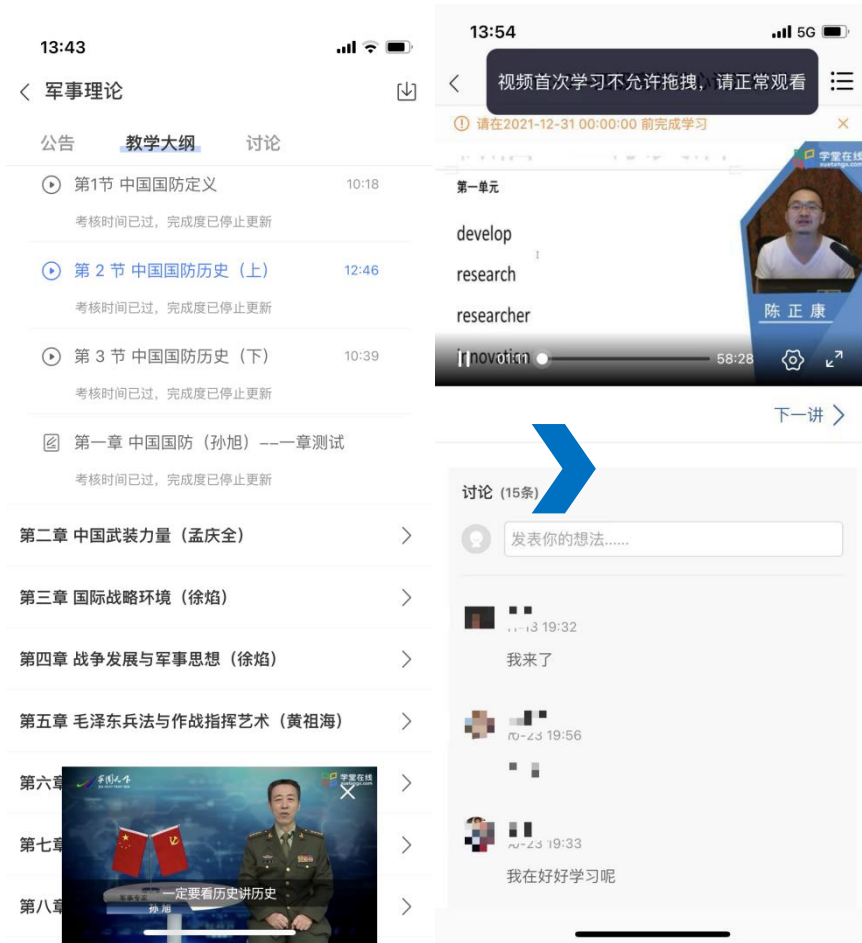 13:43
军事理论
公告 教学大纲 讨论
第1节 中国国防定义 10:18
考核时间已过，完成度已停止更新
第 2 节 中国国防历史（上） 12:46
考核时间已过，完成度已停止更新
第 3 节 中国国防历史（下） 10:39
考核时间已过，完成度已停止更新
第一章 中国国防（孙旭）--一章测试
考核时间已过，完成度已停止更新
第二章 中国武装力量（孟庆全）
第三章 国际战略环境（徐焰）
第四章 战争发展与军事思想（徐焰）
第五章 毛泽东兵法与作战指挥艺术（黄祖海）
第六章
学堂在线
xuetangx.com
第七章
一定要看历史讲历史
第八章
孙旭
13:54 5G
视频首次学习不允许拖拽，请正常观看
请在2021-12-31 00:00:00 前完成学习
学堂在线
xuetangx.com
第一单元
develop
research
researcher
陈正康
innovation
01:11 58:28
下一讲
讨论 (15条)
发表你的想法......
19:32
我来了
19:56
19:33
我在好好学习呢